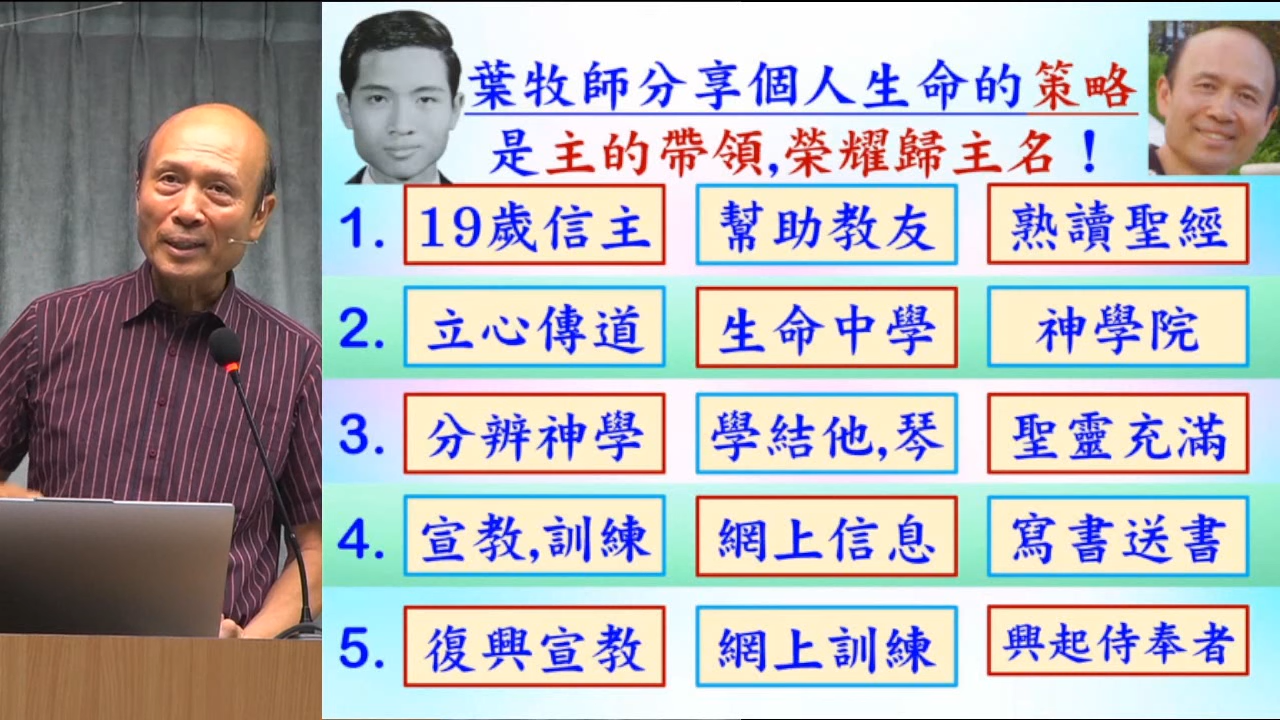 葉牧師分享個人生命的策略
是主的帶領,榮耀歸主名！
1. 19歲信主 幫助教友 熟讀聖經
2. 立心傳道 生命中學 神學院
3. 分辨神學 學結他,琴 聖靈充滿
4. 宣教,訓練 網上信息 寫書送書
5. 復興宣教 網上訓練 興起侍奉者